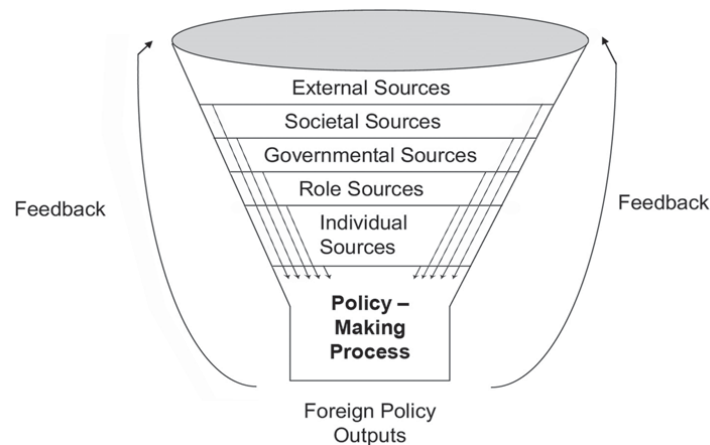 External Sources
Societal Sources
Governmental Sources
Role Sources
Individual
Sources
Feedback
Feedback
Policy –
Making
Process
Foreign Policy
Outputs